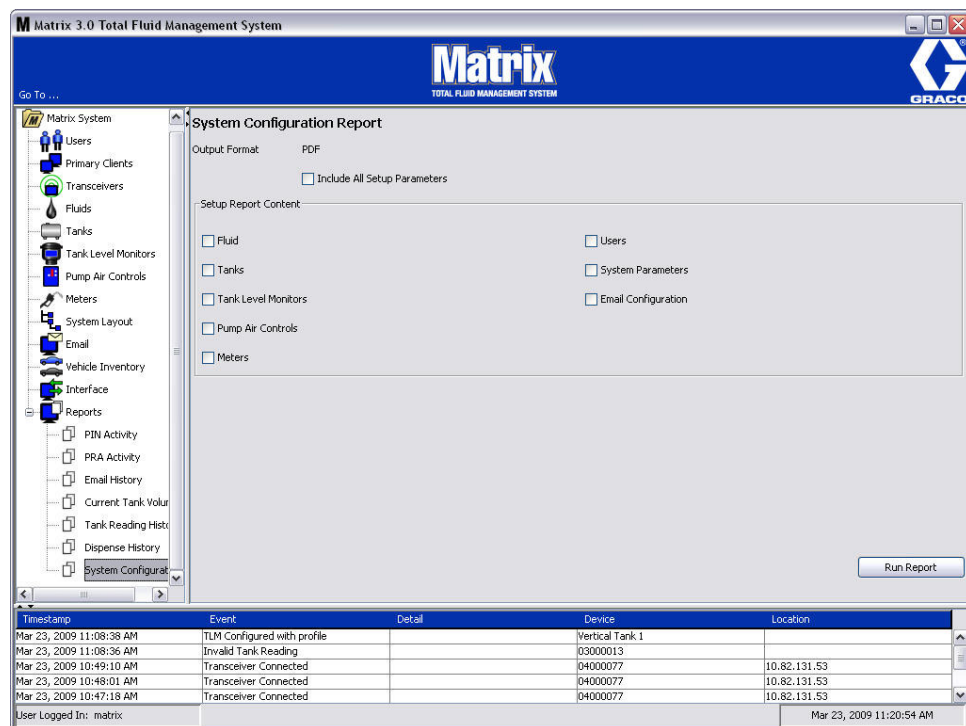 M Matrix 3.0 Total Fluid Management System
Matrix
TOTAL FLUID MANAGEMENT SYSTEM
GRACO
Go To ...
Matrix System
Users
Primary Clients
Transceivers
Fluids
Tanks
Tank Level Monitors
Pump Air Controls
Meters
System Layout
Email
Vehicle Inventory
Interface
Reports
PIN Activity
PRA Activity
Email History
Current Tank Volur
Tank Reading Histo
Dispense History
System Configurat
System Configuration Report
Output Format PDF
Include All Setup Parameters
Setup Report Content
Fluid Users
Tanks System Parameters
Tank Level Monitors Email Configuration
Pump Air Controls
Meters
Run Report
Timestamp Event Detail Device Location
Mar 23, 2009 11:08:38 AM TLM Configured with profile Vertical Tank 1
Mar 23, 2009 11:08:36 AM Invalid Tank Reading 03000013
Mar 23, 2009 10:49:10 AM Transceiver Connected 04000077 10.82.131.53
Mar 23, 2009 10:48:01 AM Transceiver Connected 04000077 10.82.131.53
Mar 23, 2009 10:47:18 AM Transceiver Connected 04000077 10.82.131.53
User Logged In: matrix Mar 23, 2009 11:20:54 AM